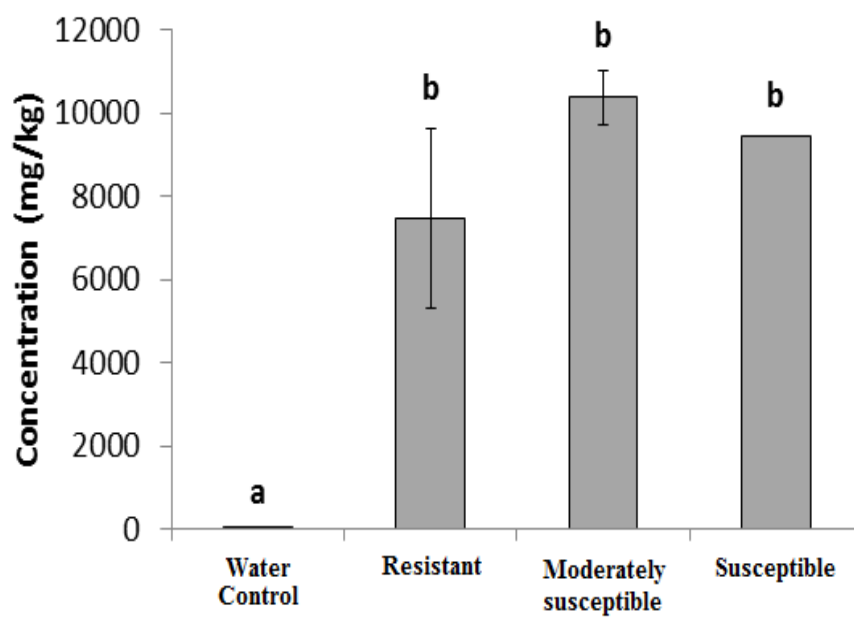 12000
10000
8000
6000
4000
2000
0
Concentration (mg/kg)
a
b
b
b
Water
Control
Resistant
Moderately
susceptible
Susceptible